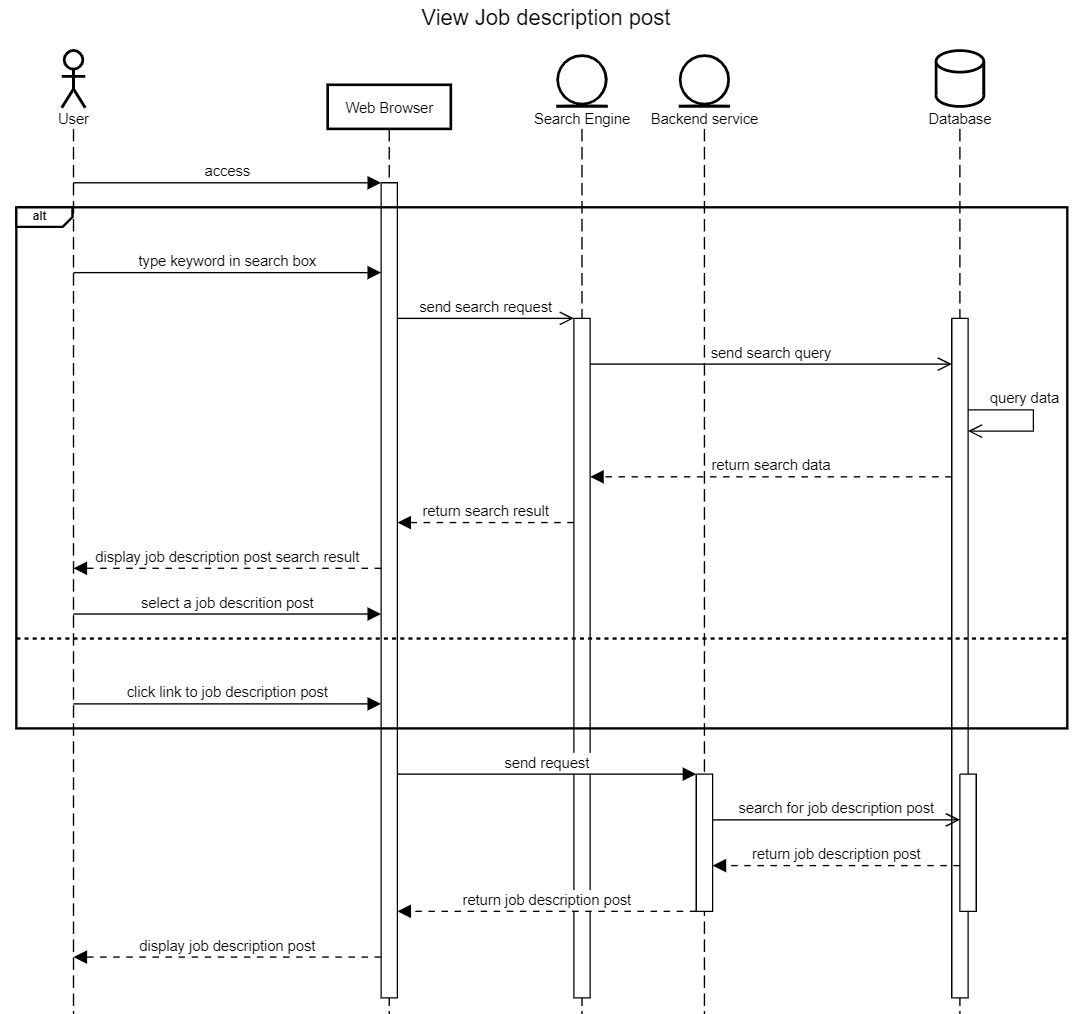 View Job description post
User
Web Browser
Search Engine
Backend service
Database
access
alt
type keyword in search box
send search request
send search query
query data
return search data
return search result
display job description post search result
select a job descrition post
click link to job description post
send request
search for job description post
return job description post
return job description post
display job description post